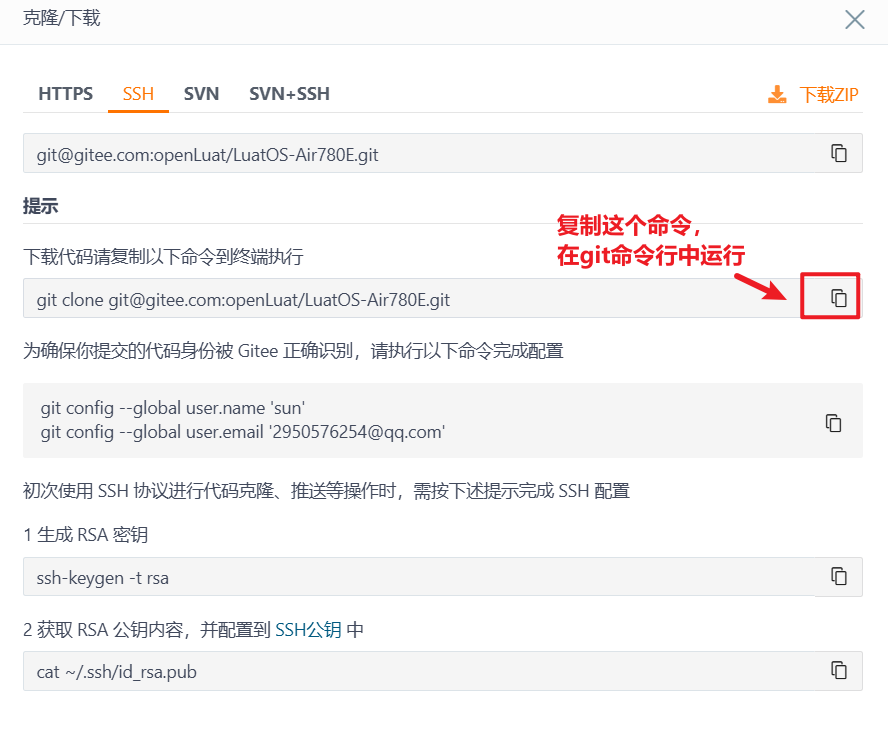 克隆/下载
HTTPS SSH SVN SVN+SSH 下载ZIP
git@gitee.com:openLuat/LuatOS-Air780E.git
提示
复制这个命令，
在git命令行中运行
下载代码请复制以下命令到终端执行
git clone git@gitee.com:openLuat/LuatOS-Air780E.git
为确保你提交的代码身份被 Gitee 正确识别，请执行以下命令完成配置
git config --global user.name 'sun'
git config --global user.email '2950576254@qq.com'
初次使用 SSH 协议进行代码克隆、推送等操作时，需按下述提示完成 SSH 配置
1 生成 RSA 密钥
ssh-keygen -t rsa
2 获取 RSA 公钥内容，并配置到 SSH公钥 中
cat ~/.ssh/id_rsa.pub